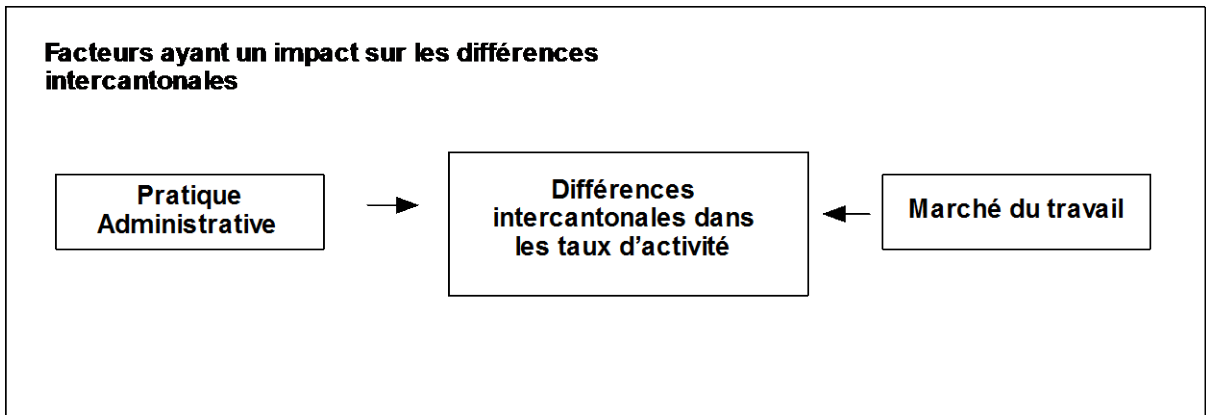 Facteurs ayant un impact sur les différences
intercantonales
Pratique
Administrative
Différences
intercantonales dans
les taux d'activité
Marché du travail